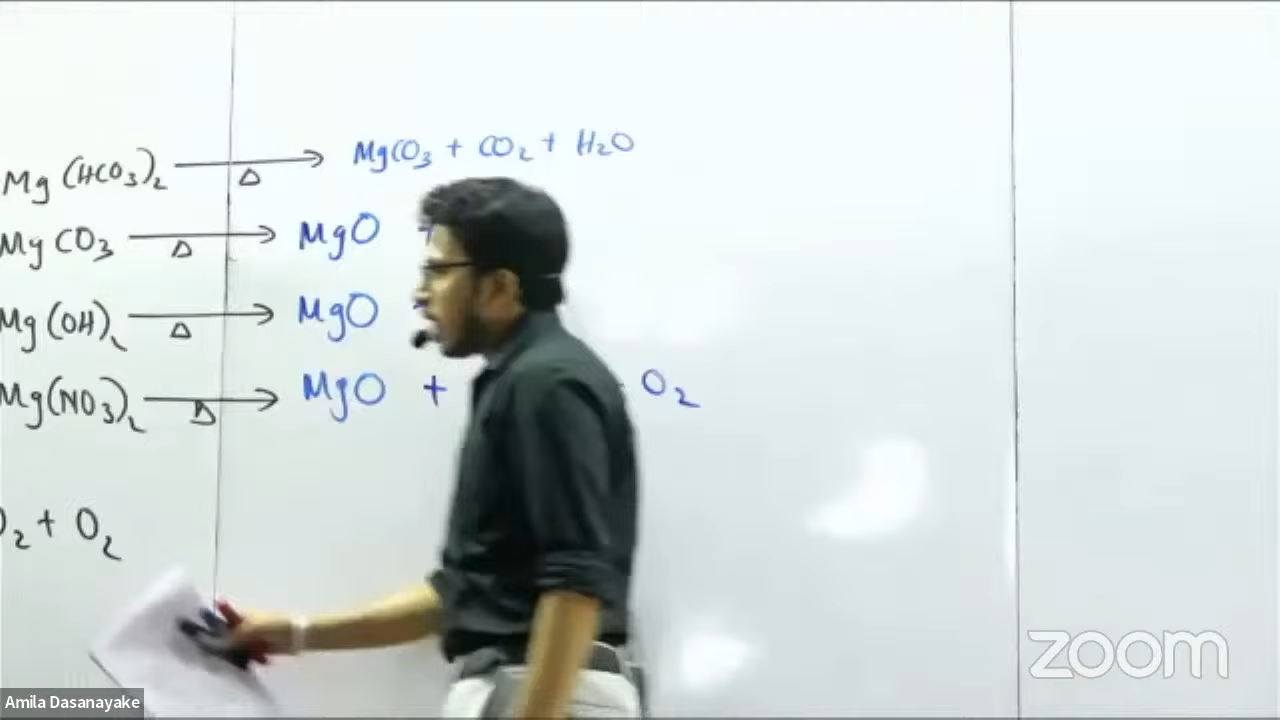 Mg(HCO₃)₂ →Δ MgCO₃ + CO₂ + H₂O
MgCO₃ →Δ MgO +
Mg(OH)₂ →Δ MgO
Mg(NO₃)₂ →Δ MgO + O₂
₂ + O₂
zoom
Amila Dasanayake